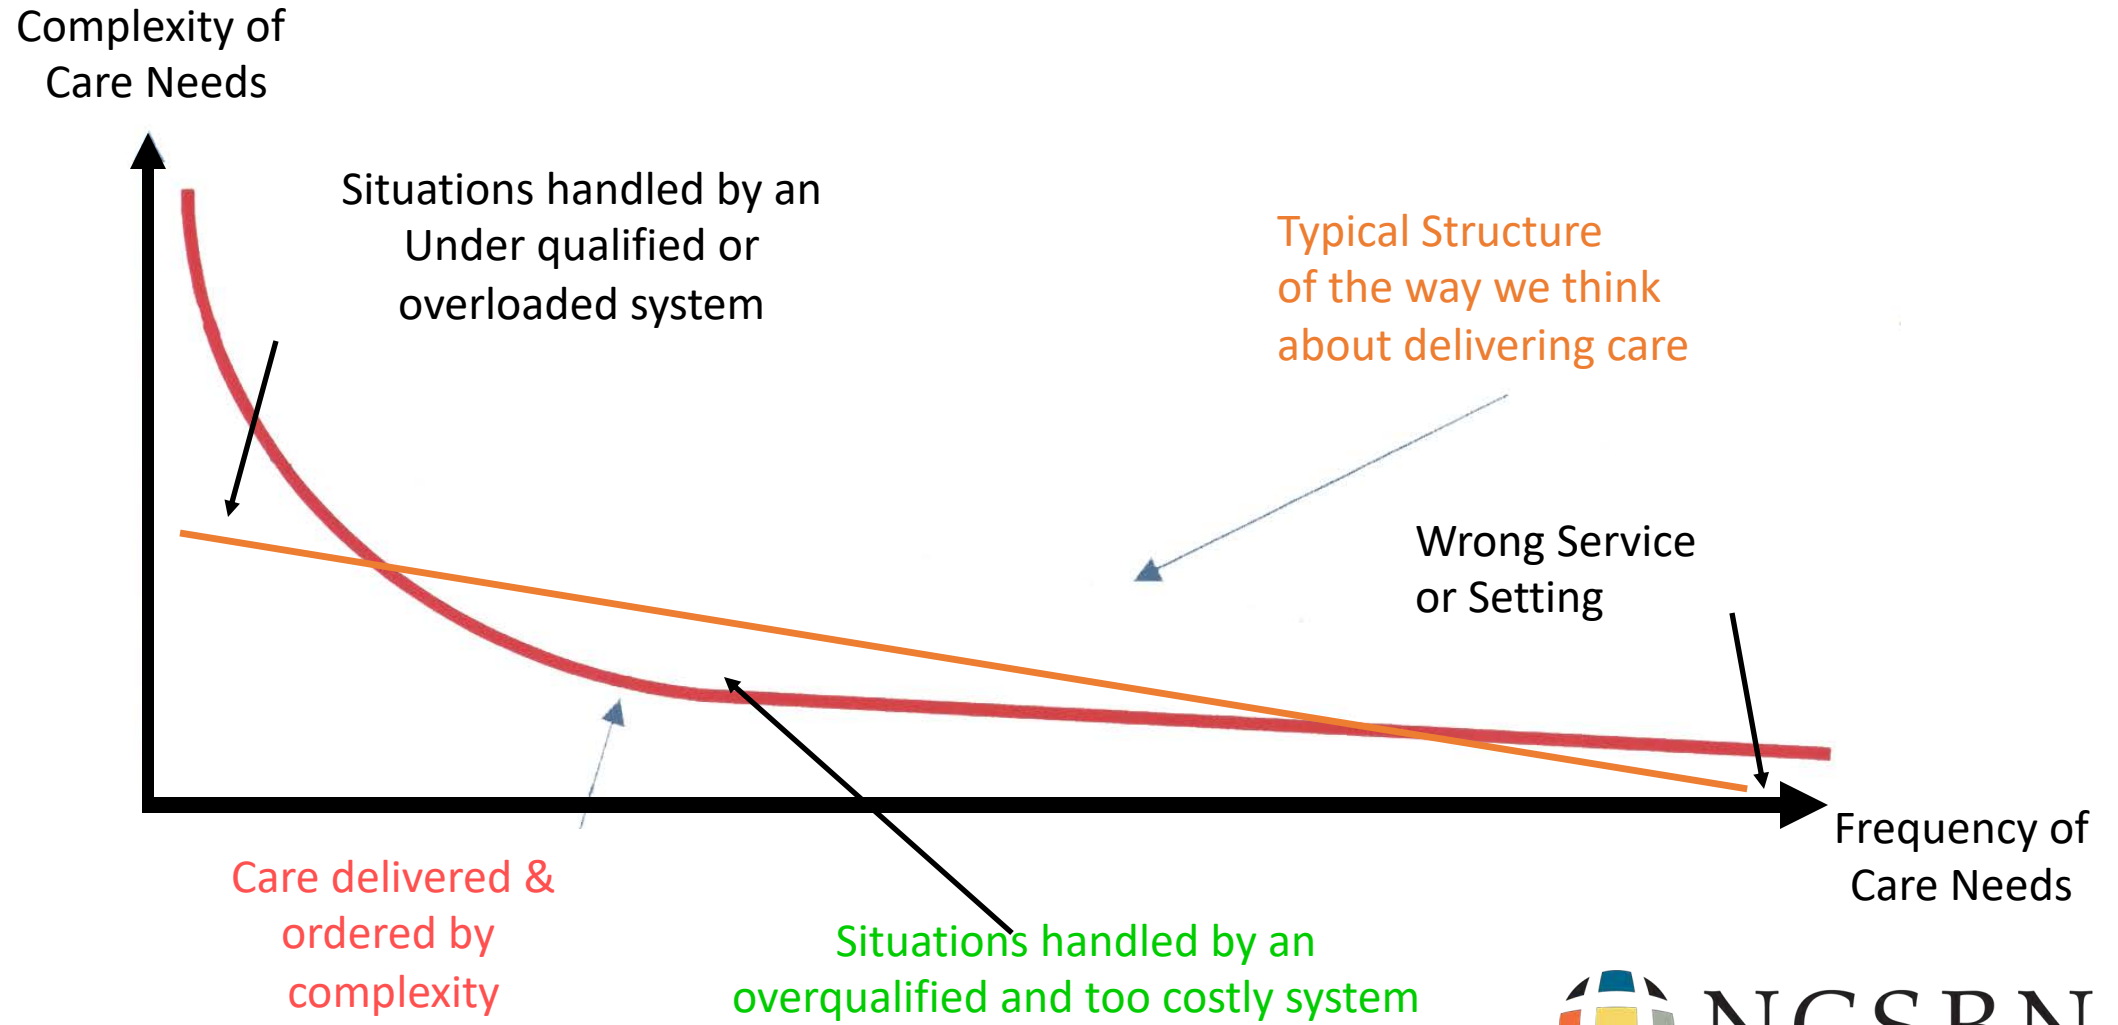 Complexity of
Care Needs
Situations handled by an
Under qualified or
overloaded system
Typical Structure
of the way we think
about delivering care
Wrong Service
or Setting
Frequency of
Care Needs
Care delivered &
ordered by
complexity
Situations handled by an
overqualified and too costly system
NCSBN